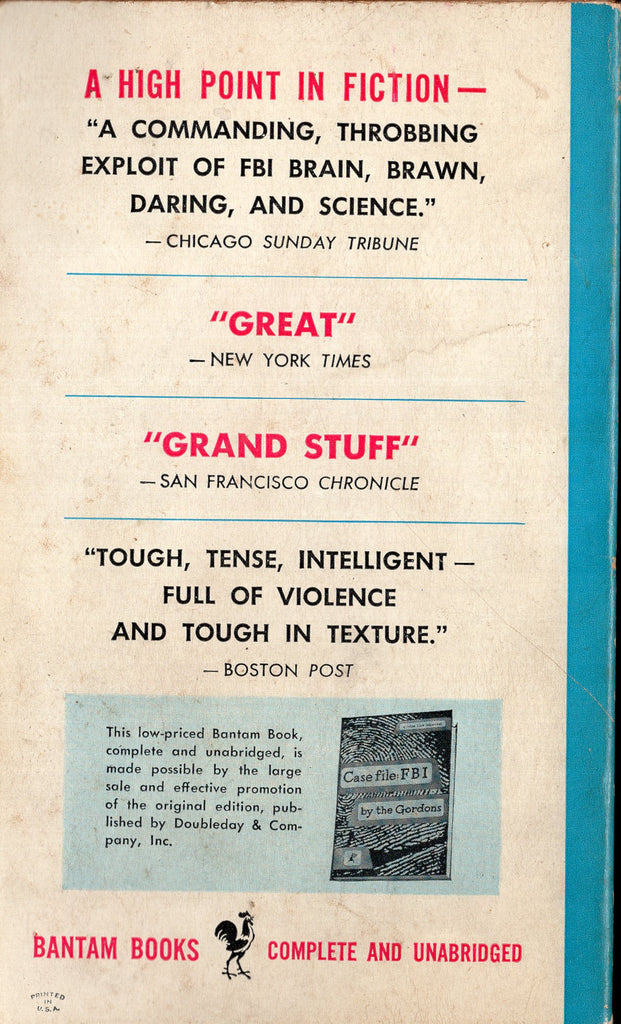 A HIGH POINT IN FICTION—
“A COMMANDING, THROBBING
EXPLOIT OF FBI BRAIN, BRAWN,
DARING, AND SCIENCE.”
—CHICAGO SUNDAY TRIBUNE
"GREAT"
—NEW YORK TIMES
"GRAND STUFF"
—SAN FRANCISCO CHRONICLE
“TOUGH, TENSE, INTELLIGENT—
FULL OF VIOLENCE
AND TOUGH IN TEXTURE.”
—BOSTON POST
This low-priced Bantam Book,
complete and unabridged, is
made possible by the large
sale and effective promotion
of the original edition, pub-
lished by Doubleday & Com-
pany, Inc.
Case file: FBI
by the Gordons
BANTAM BOOKS
COMPLETE AND UNABRIDGED
PRINTED
IN
U.S.A.